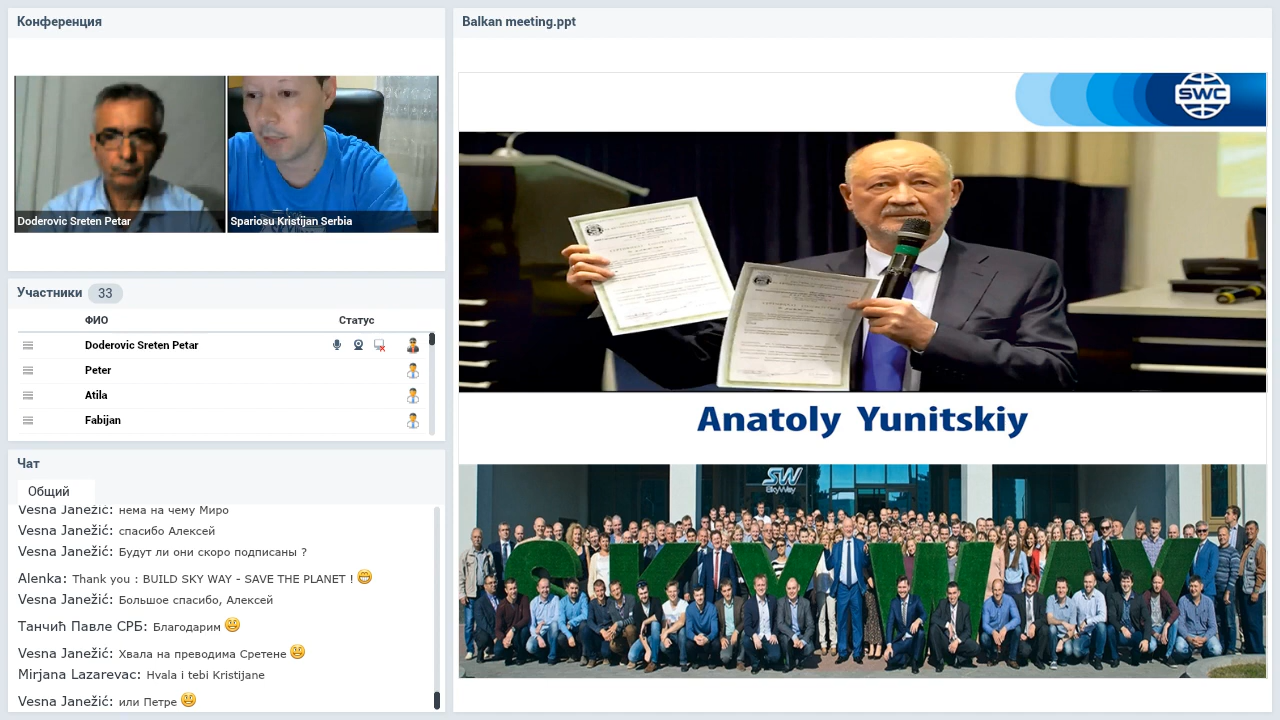 Конференция
Doderovic Sreten Petar
Spariosu Kristijan Serbia
Участники 33
ФИО Статус
Doderovic Sreten Petar
Peter
Atila
Fabijan
Чат
Общий
Vesna Janežić: нема на чему Миро
Vesna Janežić: спасибо Алексей
Vesna Janežić: Будут ли они скоро подписаны ?
Alenka: Thank you : BUILD SKY WAY - SAVE THE PLANET !
Vesna Janežić: Большое спасибо, Алексей
Танчић Павле СРБ: Благодарим
Vesna Janežić: Хвала на преводима Сретене
Mirjana Lazarevac: Hvala i tebi Kristijane
Vesna Janežić: или Петре
Balkan meeting.ppt
SWC
Anatoly Yunitskiy
SW
SkyWay
SKYWAY